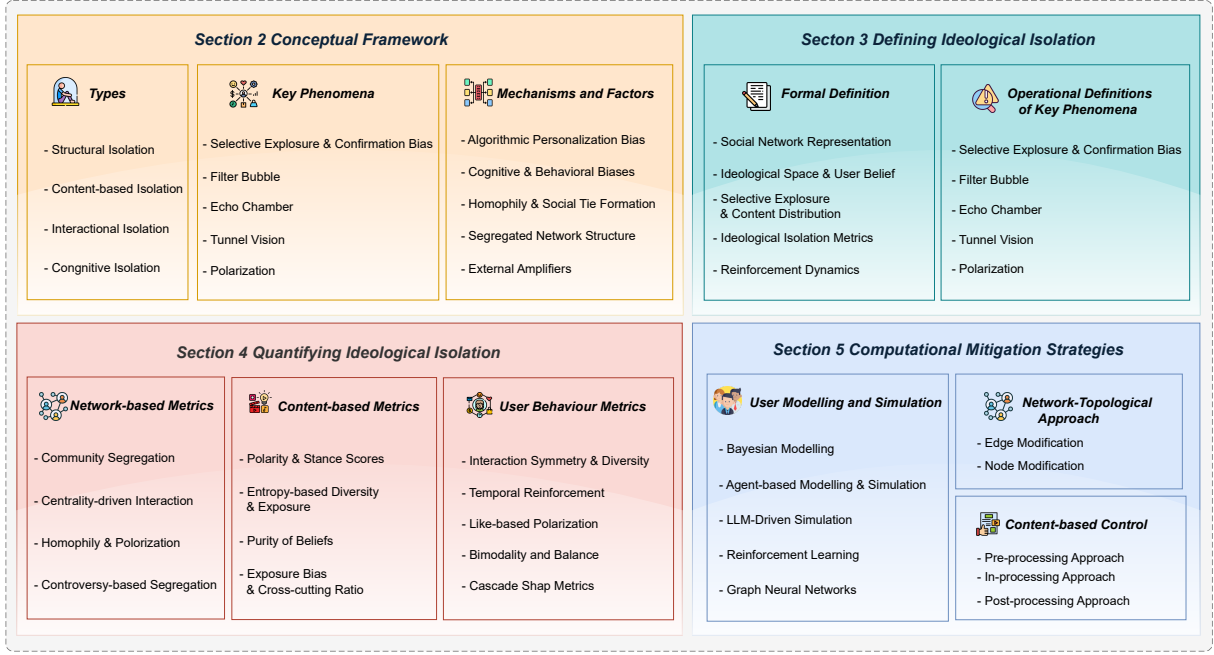 Section 2 Conceptual Framework
Types
- Structural Isolation
- Content-based Isolation
- Interactional Isolation
- Congnitive Isolation
Key Phenomena
- Selective Explosure & Confirmation Bias
- Filter Bubble
- Echo Chamber
- Tunnel Vision
- Polarization
Mechanisms and Factors
- Algorithmic Personalization Bias
- Cognitive & Behavioral Biases
- Homophily & Social Tie Formation
- Segregated Network Structure
- External Amplifiers
Secton 3 Defining Ideological Isolation
Formal Definition
- Social Network Representation
- Ideological Space & User Belief
- Selective Explosure
& Content Distribution
- Ideological Isolation Metrics
- Reinforcement Dynamics
Operational Definitions
of Key Phenomena
- Selective Explosure & Confirmation Bias
- Filter Bubble
- Echo Chamber
- Tunnel Vision
- Polarization
Section 4 Quantifying Ideological Isolation
Network-based Metrics
- Community Segregation
- Centrality-driven Interaction
- Homophily & Polorization
- Controversy-based Segregation
Content-based Metrics
- Polarity & Stance Scores
- Entropy-based Diversity
& Exposure
- Purity of Beliefs
- Exposure Bias
& Cross-cutting Ratio
User Behaviour Metrics
- Interaction Symmetry & Diversity
- Temporal Reinforcement
- Like-based Polarization
- Bimodality and Balance
- Cascade Shap Metrics
Section 5 Computational Mitigation Strategies
User Modelling and Simulation
- Bayesian Modelling
- Agent-based Modelling & Simulation
- LLM-Driven Simulation
- Reinforcement Learning
- Graph Neural Networks
Network-Topological
Approach
- Edge Modification
- Node Modification
Content-based Control
- Pre-processing Approach
- In-processing Approach
- Post-processing Approach